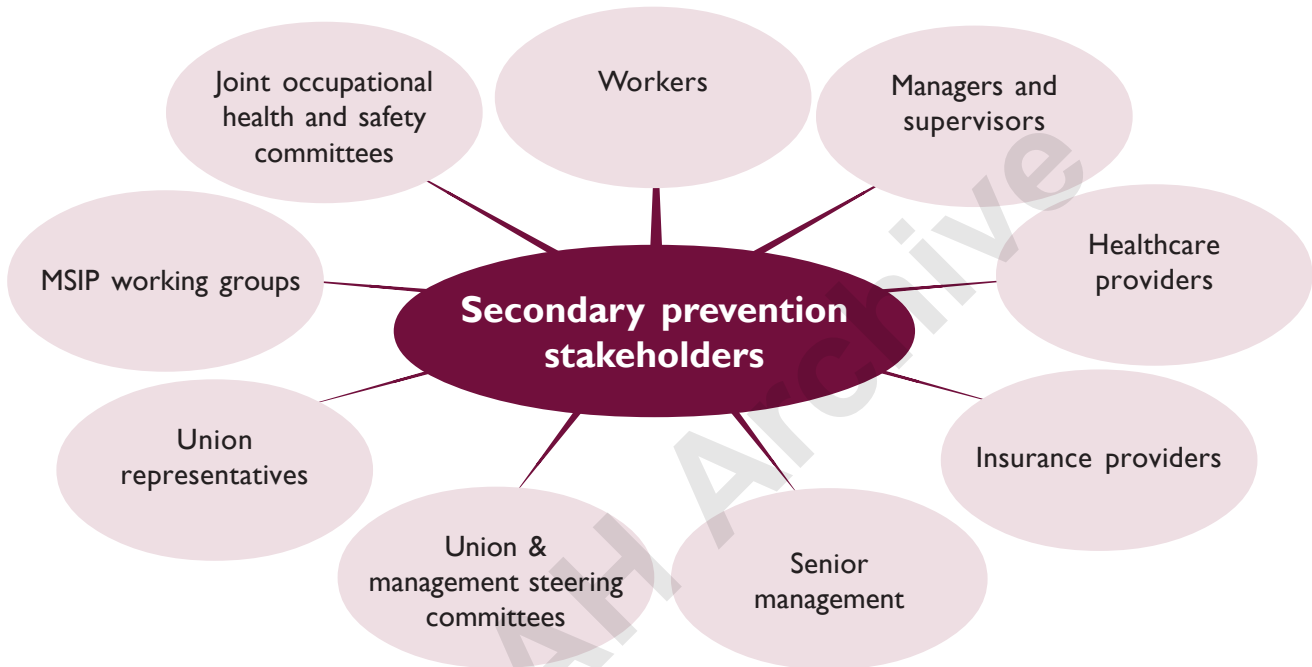 Joint occupational
health and safety
committees
Workers
Managers and
supervisors
MSIP working groups
Healthcare
providers
Secondary prevention
stakeholders
Union
representatives
Insurance providers
Union &
management steering
committees
Senior
management
AH Archive